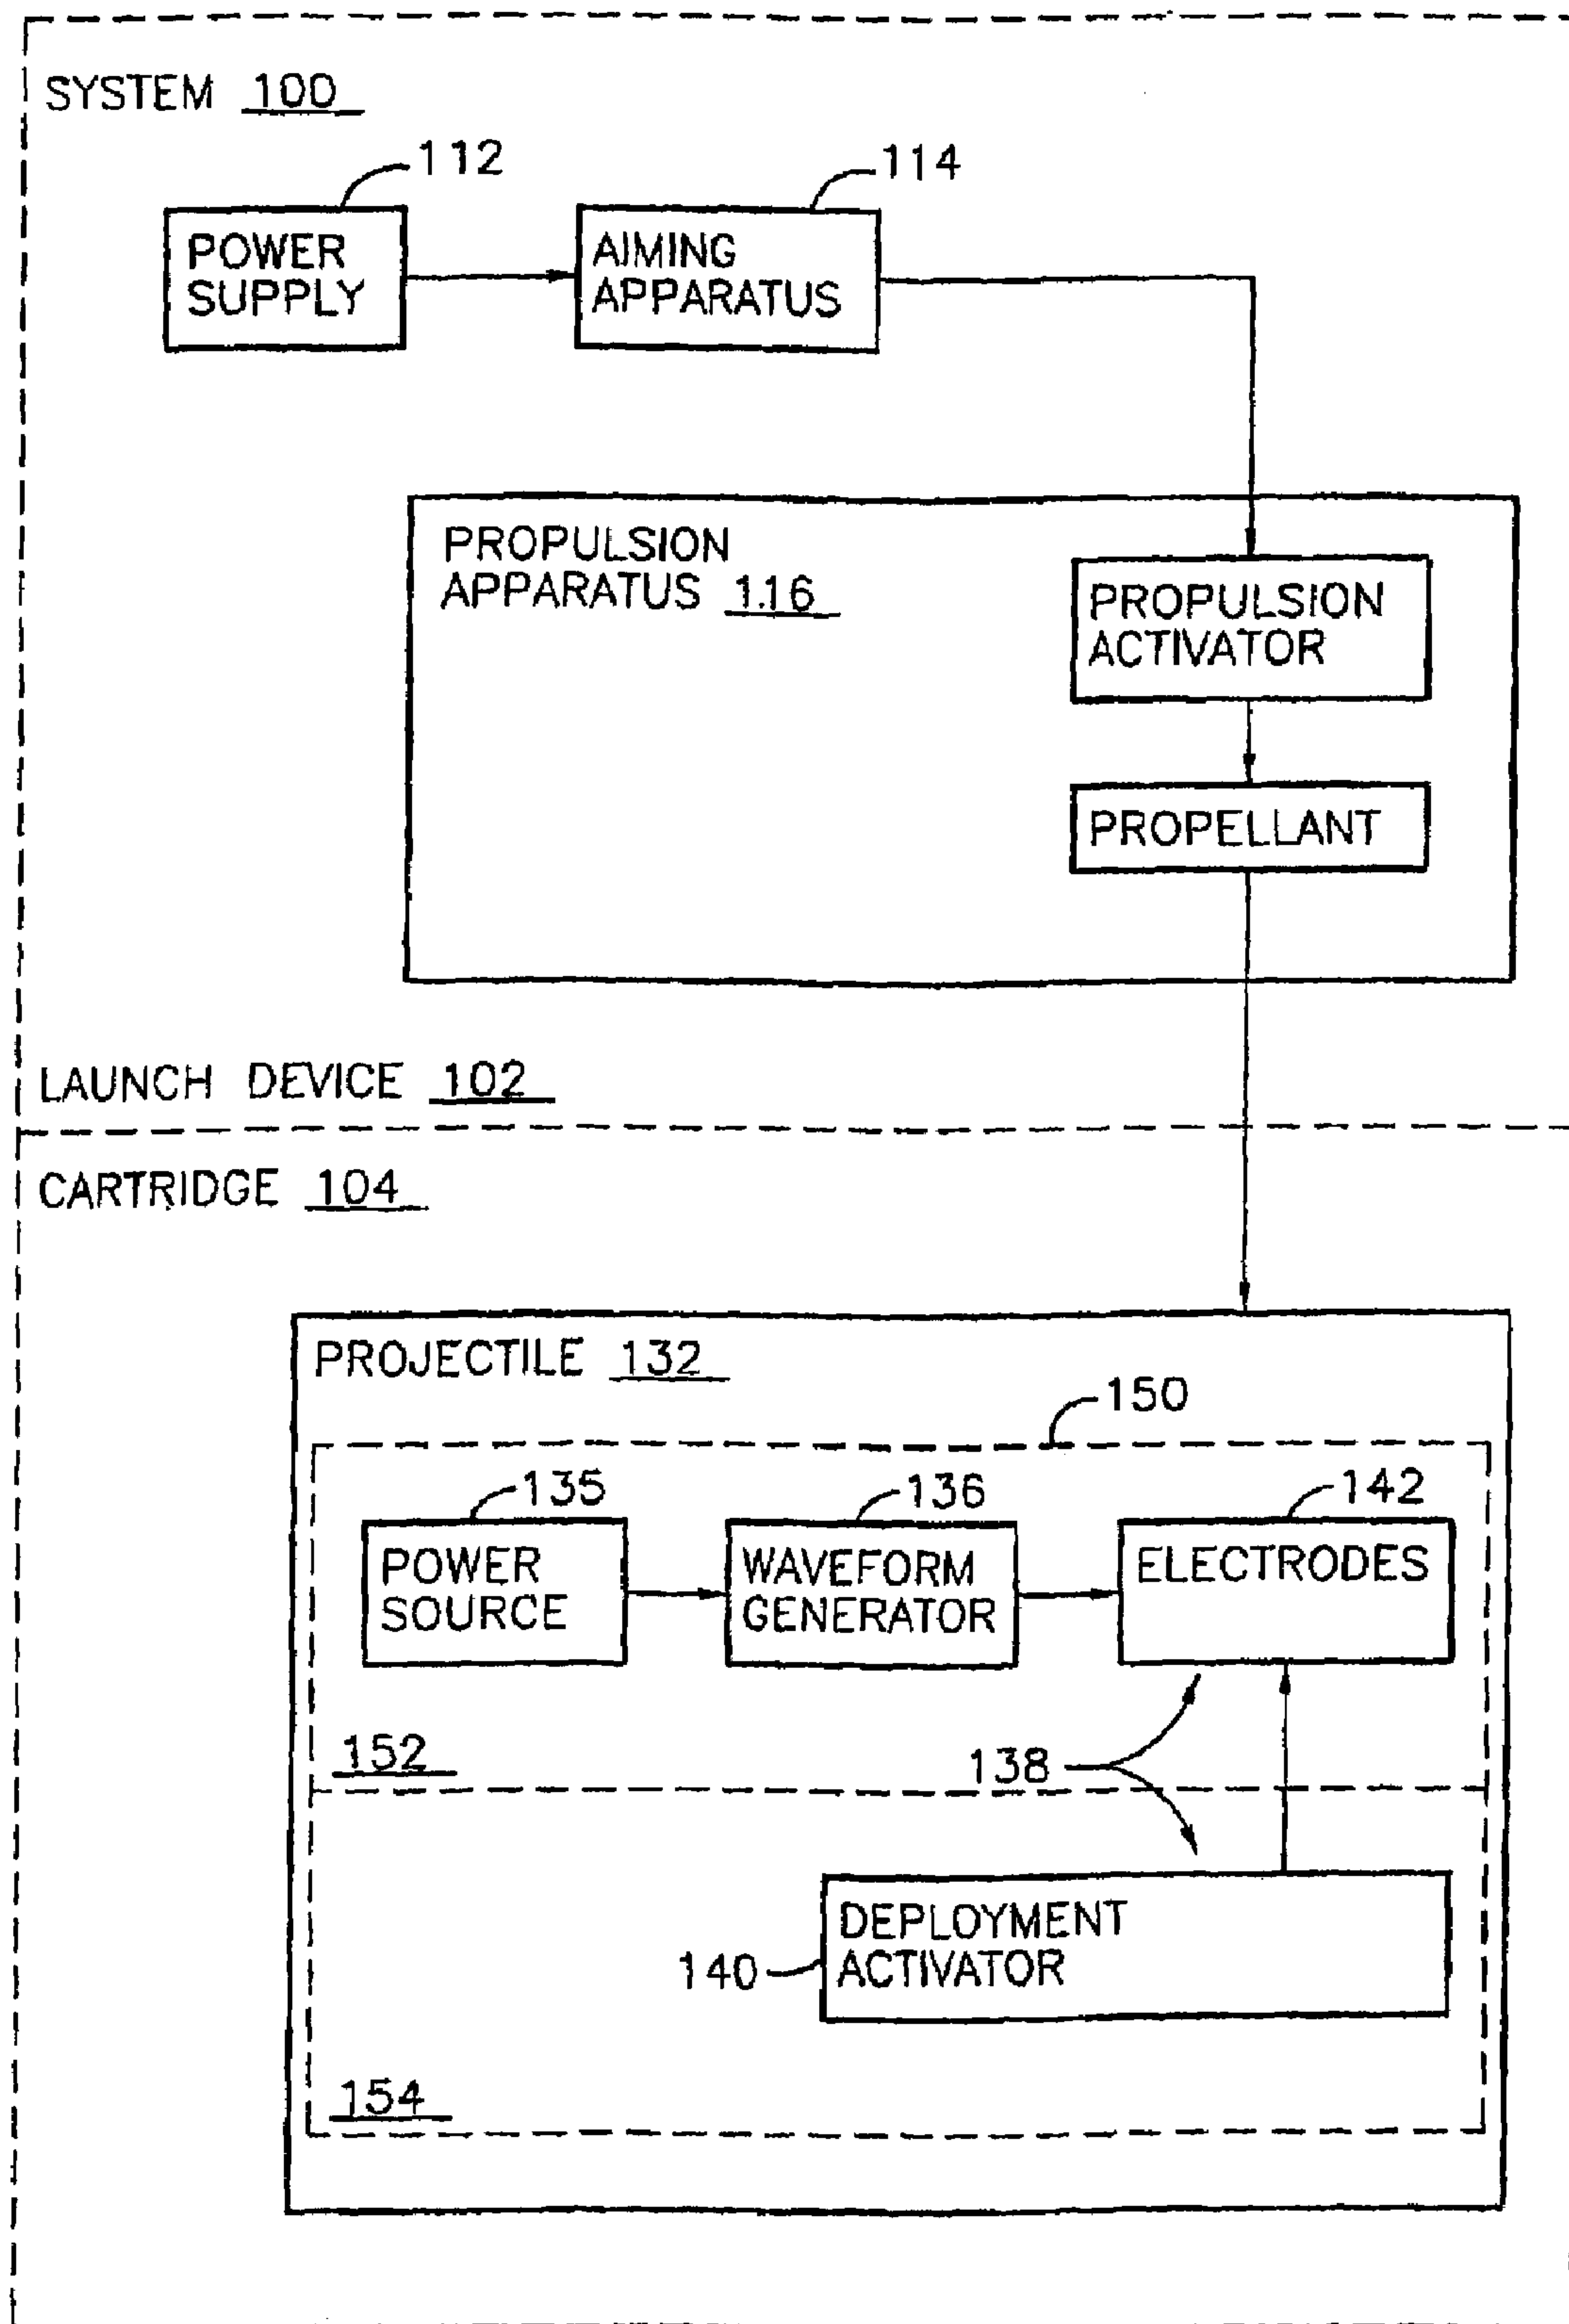 SYSTEM 100
112
114
POWER
SUPPLY
AIMING
APPARATUS
PROPULSION
APPARATUS 116
PROPULSION
ACTIVATOR
PROPELLANT
LAUNCH DEVICE 102
CARTRIDGE 104
PROJECTILE 132
150
135
136
142
POWER
SOURCE
WAVEFORM
GENERATOR
ELECTRODES
152
138
DEPLOYMENT
ACTIVATOR
140
154